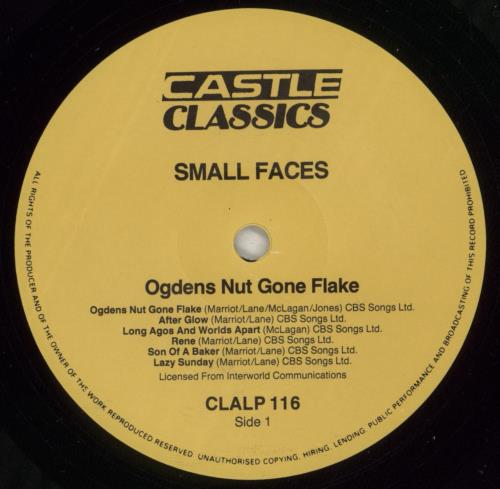 CASTLE
CLASSICS
SMALL FACES
Ogdens Nut Gone Flake
Ogdens Nut Gone Flake (Marriot/Lane/McLagan/Jones) CBS Songs Ltd.
After Glow (Marriot/Lane) CBS Songs Ltd.
Long Agos And Worlds Apart (McLagan) CBS Songs Ltd.
Rene (Marriot/Lane) CBS Songs Ltd.
Son Of A Baker (Marriot/Lane) CBS Songs Ltd.
Lazy Sunday (Marriot/Lane) CBS Songs Ltd.
Licensed From Interworld Communications
CLALP 116
Side 1
ALL RIGHTS OF THE PRODUCER AND OF THE OWNER OF THE WORK REPRODUCED RESERVED. UNAUTHORISED COPYING, HIRING, LENDING, PUBLIC PERFORMANCE AND BROADCASTING OF THIS RECORD PROHIBITED